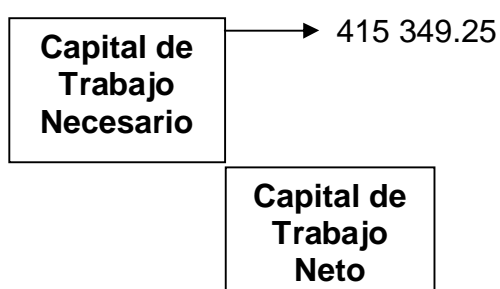 Capital de
Trabajo
Necesario
415 349.25
Capital de
Trabajo
Neto